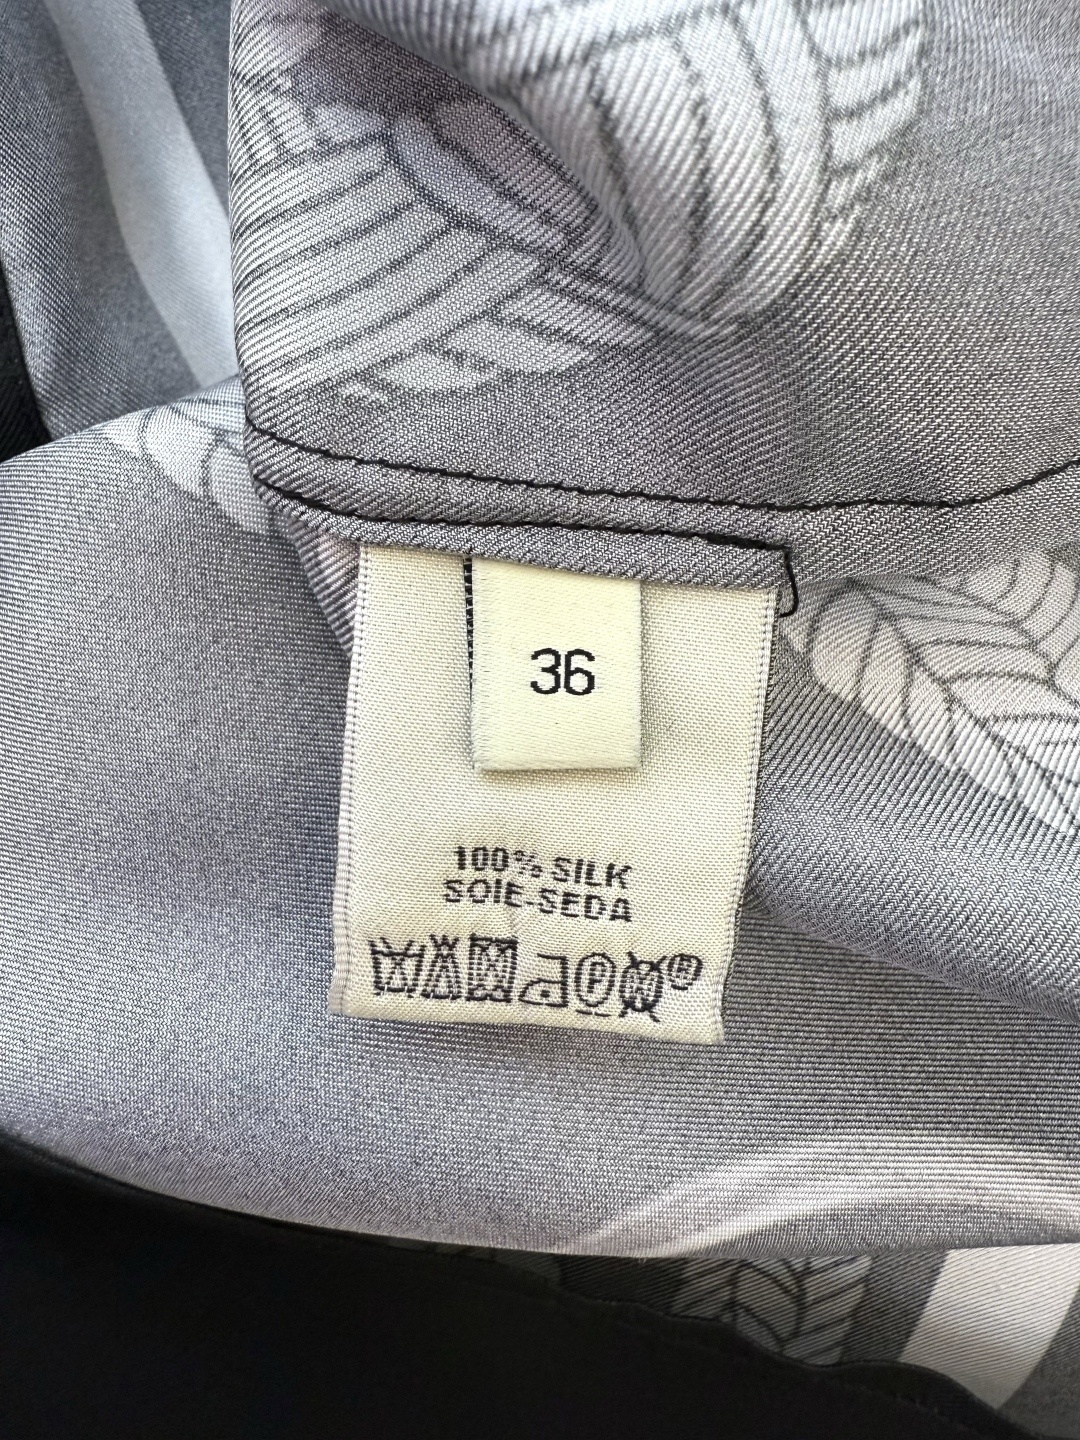 36
100% SILK
SOIE-SEDA
P W ®